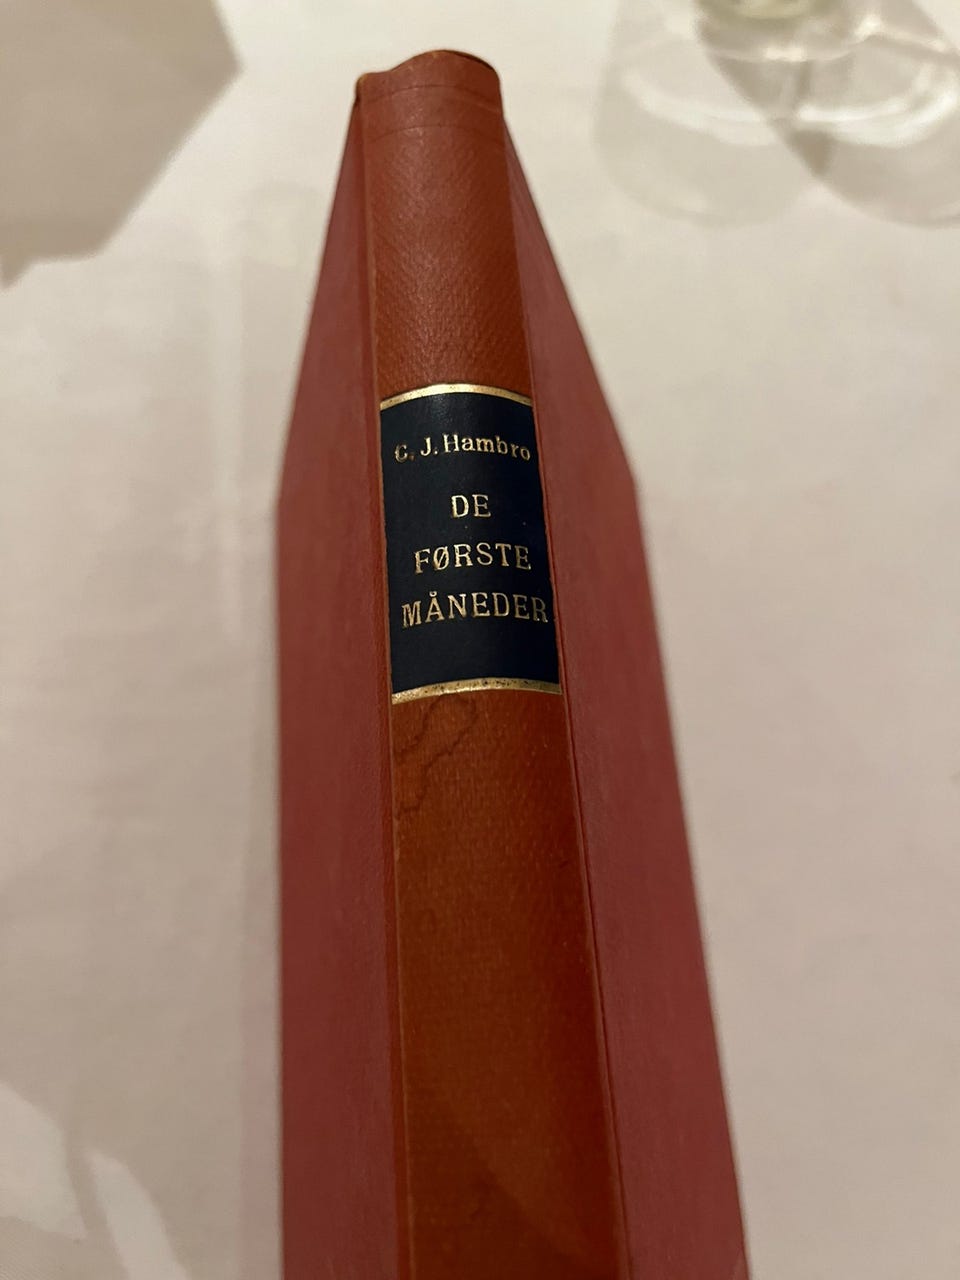 C. J. Hambro
DE
FØRSTE
MÅNEDER